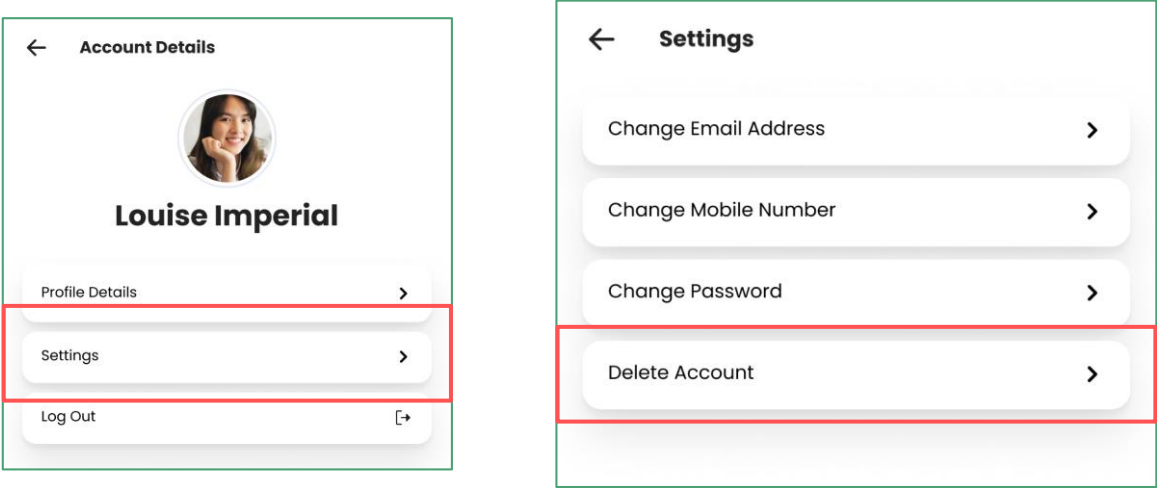 Account Details
Louise Imperial
Profile Details
Settings
Log Out
Settings
Change Email Address
Change Mobile Number
Change Password
Delete Account